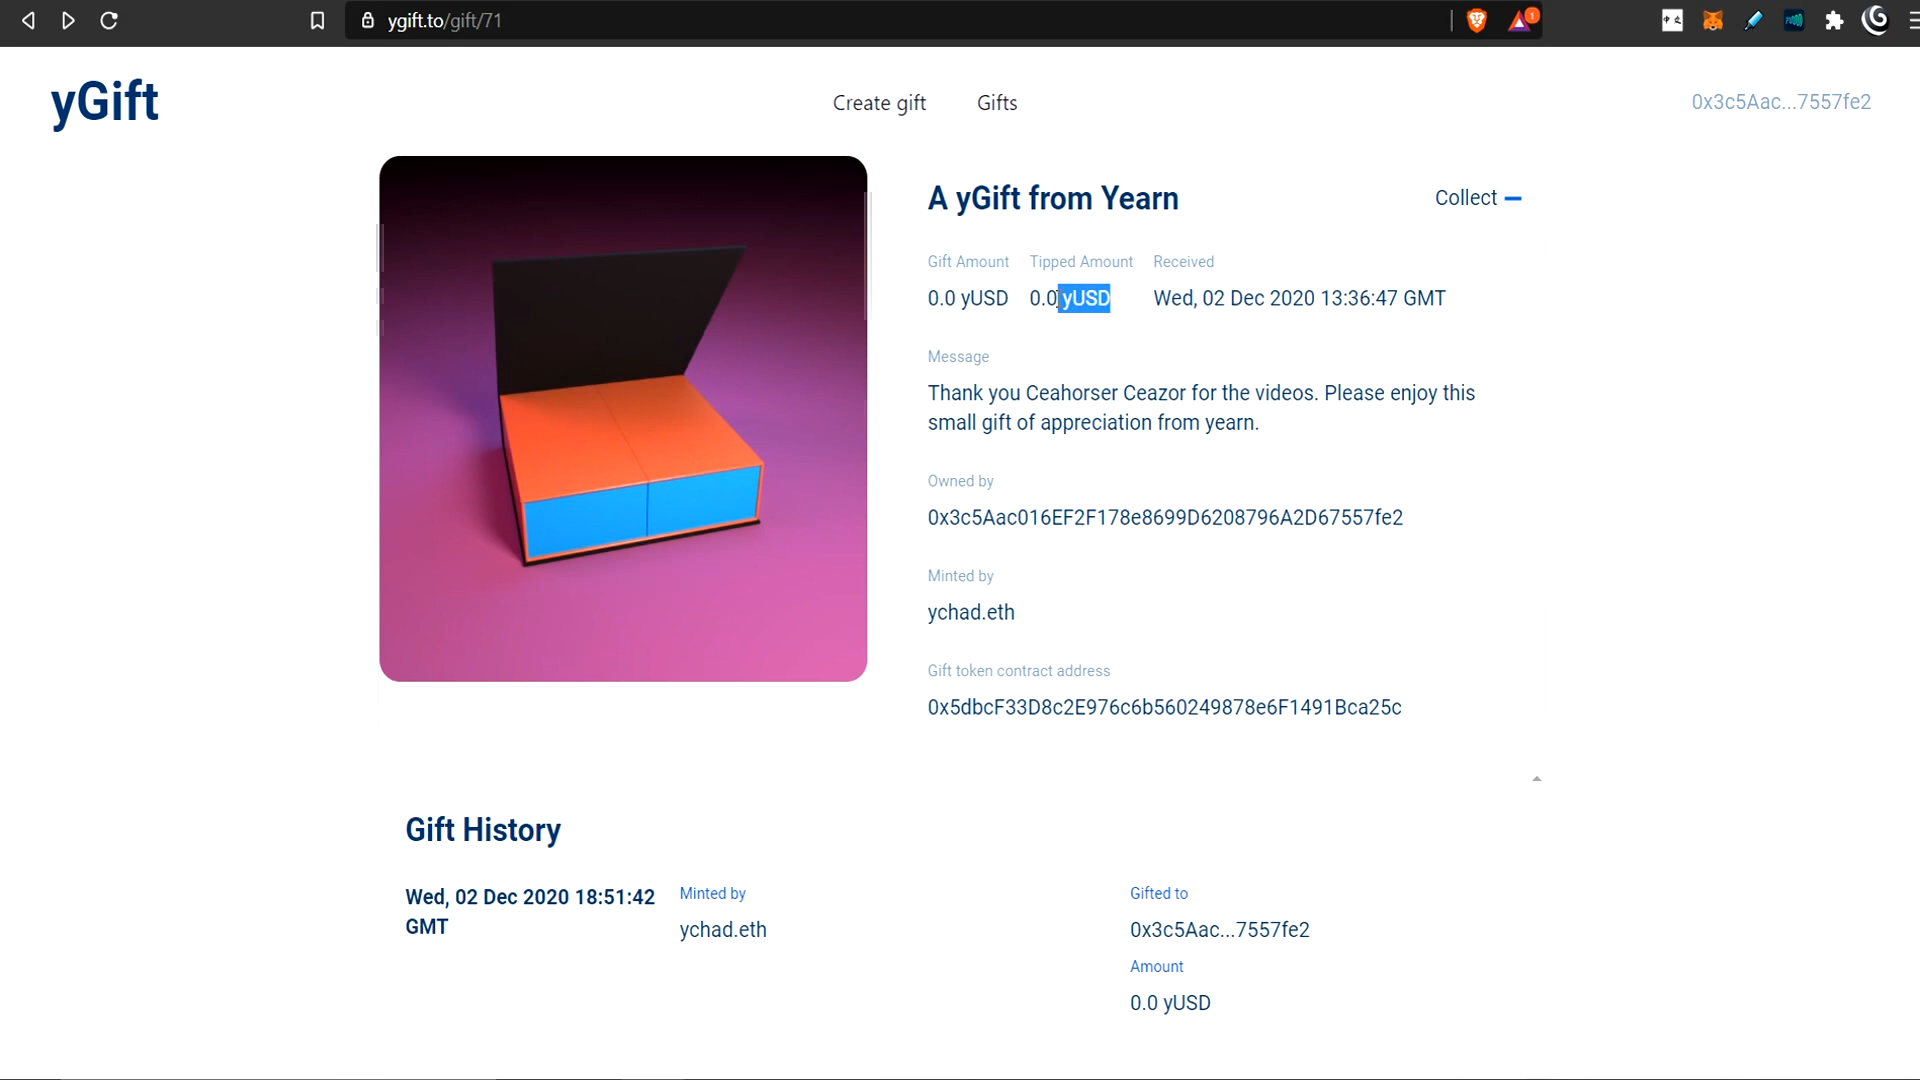 ygift.to/gift/71
1
yGift
Create gift
Gifts
0x3c5Aac...7557fe2
A yGift from Yearn
Collect
Gift Amount
Tipped Amount
Received
0.0 yUSD
0.0 yUSD
Wed, 02 Dec 2020 13:36:47 GMT
Message
Thank you Ceahorser Ceazor for the videos. Please enjoy this
small gift of appreciation from yearn.
Owned by
0x3c5Aac016EF2F178e8699D6208796A2D67557fe2
Minted by
ychad.eth
Gift token contract address
0x5dbcF33D8c2E976c6b560249878e6F1491Bca25c
Gift History
Wed, 02 Dec 2020 18:51:42
GMT
Minted by
ychad.eth
Gifted to
0x3c5Aac...7557fe2
Amount
0.0 yUSD